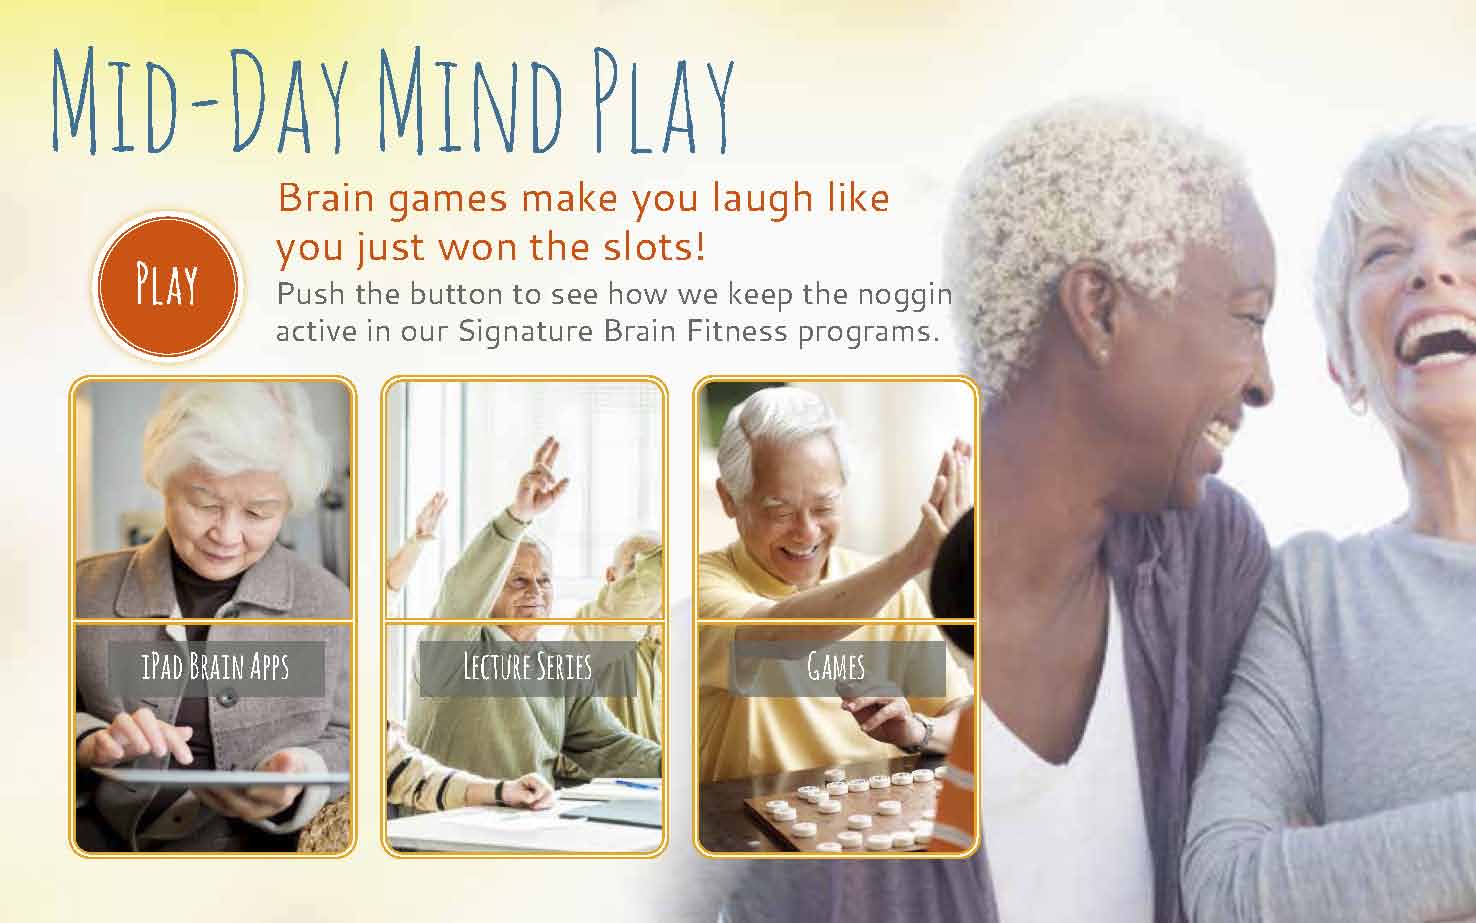 Mid-Day Mind Play
Brain games make you laugh like
you just won the slots!
Play
Push the button to see how we keep the noggin
active in our Signature Brain Fitness programs.
iPad Brain Apps
Lecture Series
Games